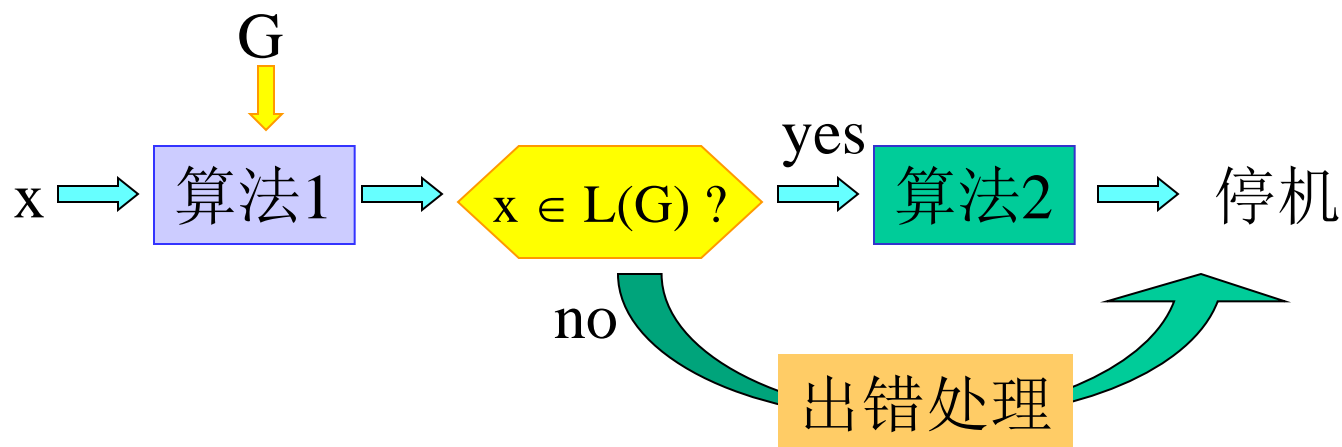 G
x
算法1
x ∈ L(G) ?
yes
算法2
停机
no
出错处理